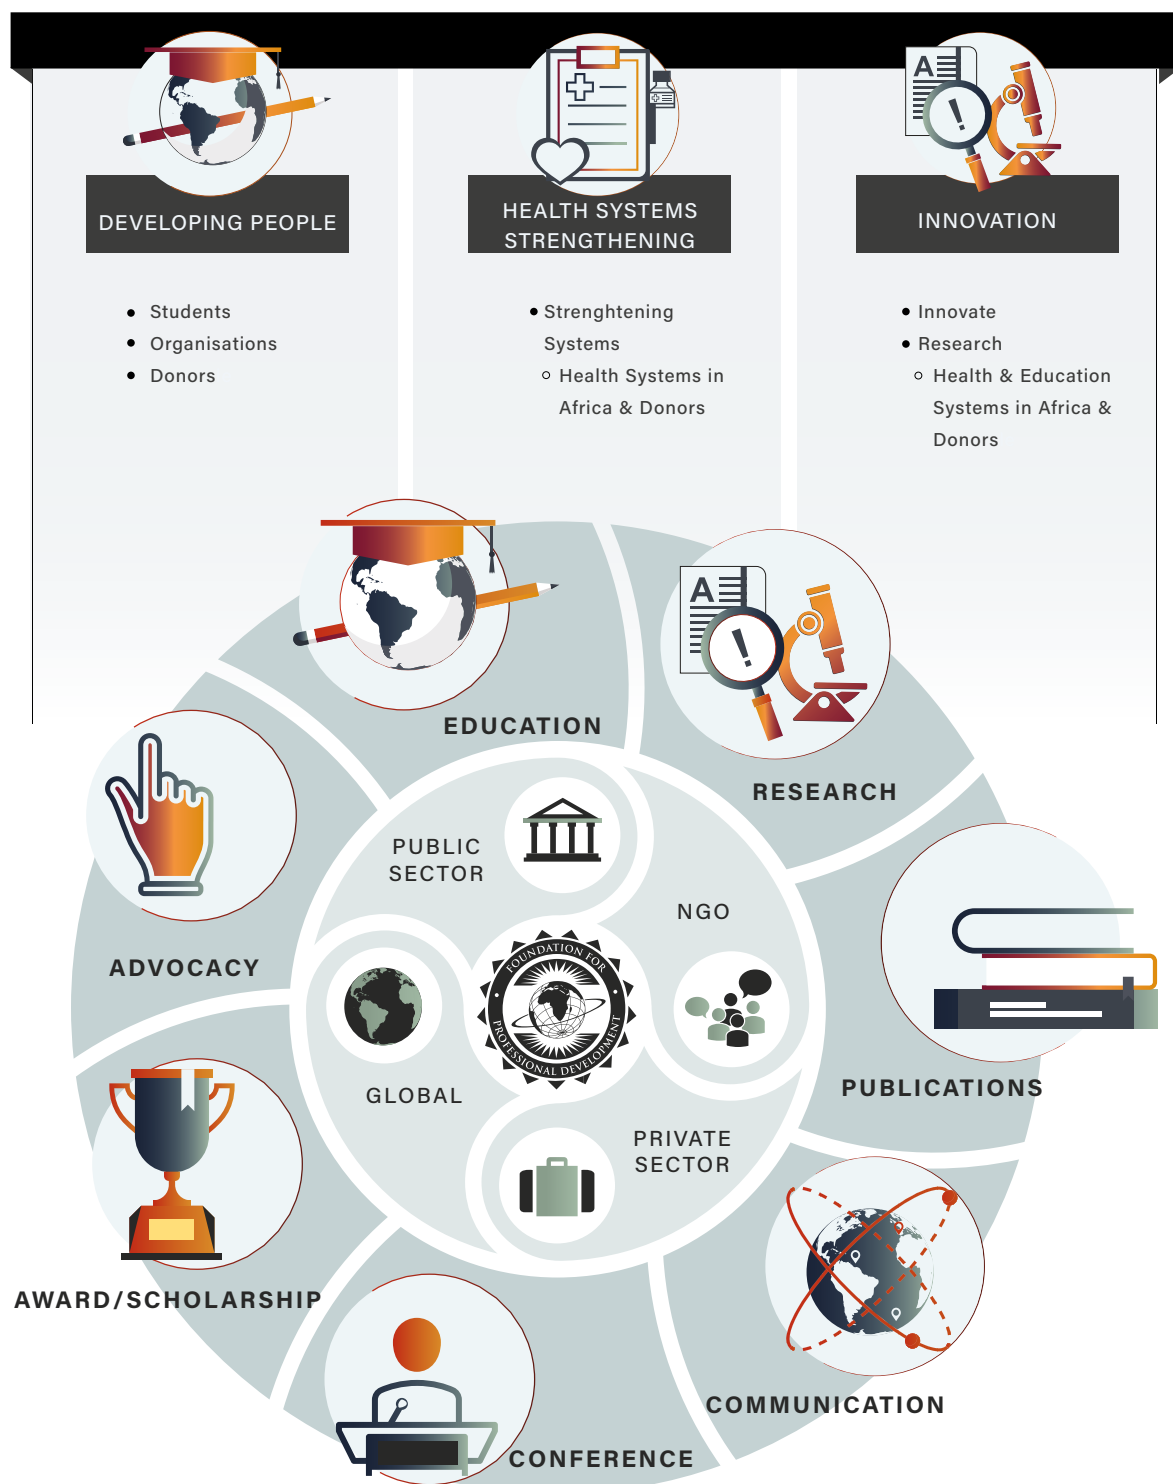 DEVELOPING PEOPLE
Students
Organisations
Donors
HEALTH SYSTEMS
STRENGTHENING
Strenghtening
Systems
Health Systems in
Africa & Donors
A
INNOVATION
Innovate
Research
Health & Education
Systems in Africa &
Donors
EDUCATION
A
RESEARCH
ADVOCACY
PUBLIC
SECTOR
NGO
FOUNDATION FOR
PROFESSIONAL DEVELOPMENT
GLOBAL
PRIVATE
SECTOR
PUBLICATIONS
AWARD/SCHOLARSHIP
COMMUNICATION
CONFERENCE